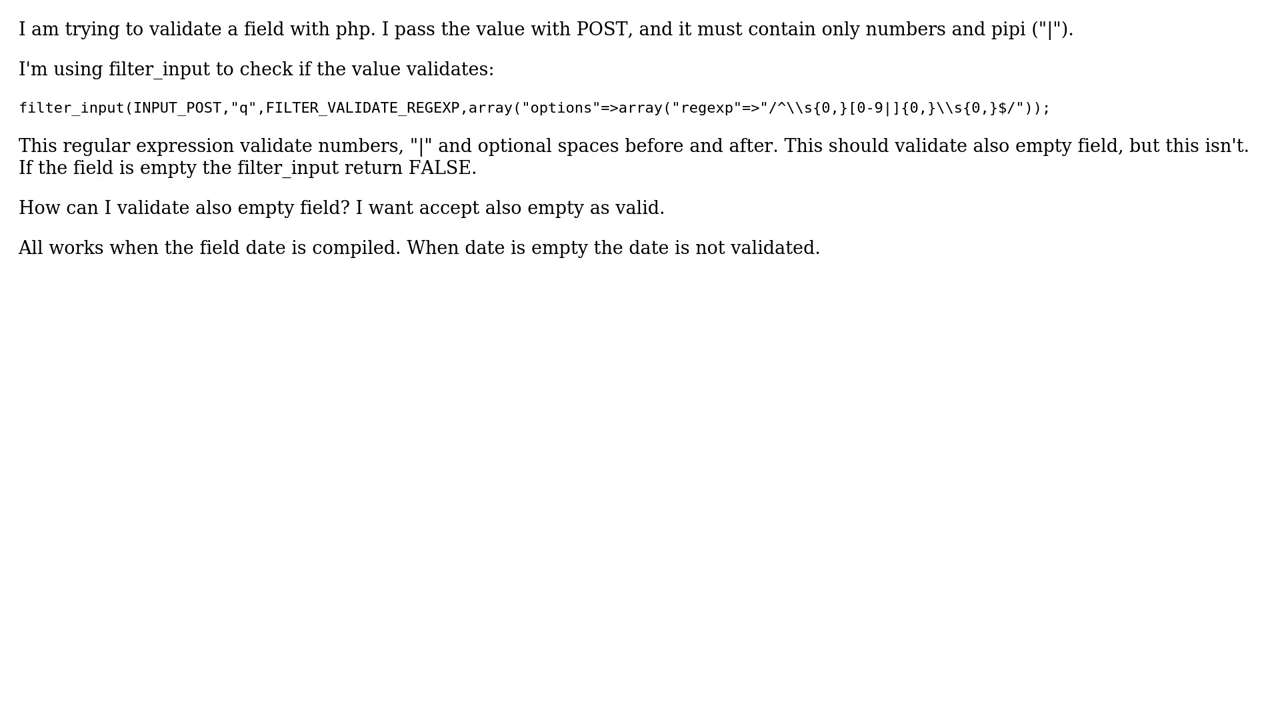 I am trying to validate a field with php. I pass the value with POST, and it must contain only numbers and pipi ("|").
I'm using filter_input to check if the value validates:
filter_input(INPUT_POST,"q",FILTER_VALIDATE_REGEXP,array("options"=>array("regexp"=>"/^\\s{0,}[0-9|]{0,}\\s{0,}$/"));
This regular expression validate numbers, "|" and optional spaces before and after. This should validate also empty field, but this isn't.
If the field is empty the filter_input return FALSE.
How can I validate also empty field? I want accept also empty as valid.
All works when the field date is compiled. When date is empty the date is not validated.